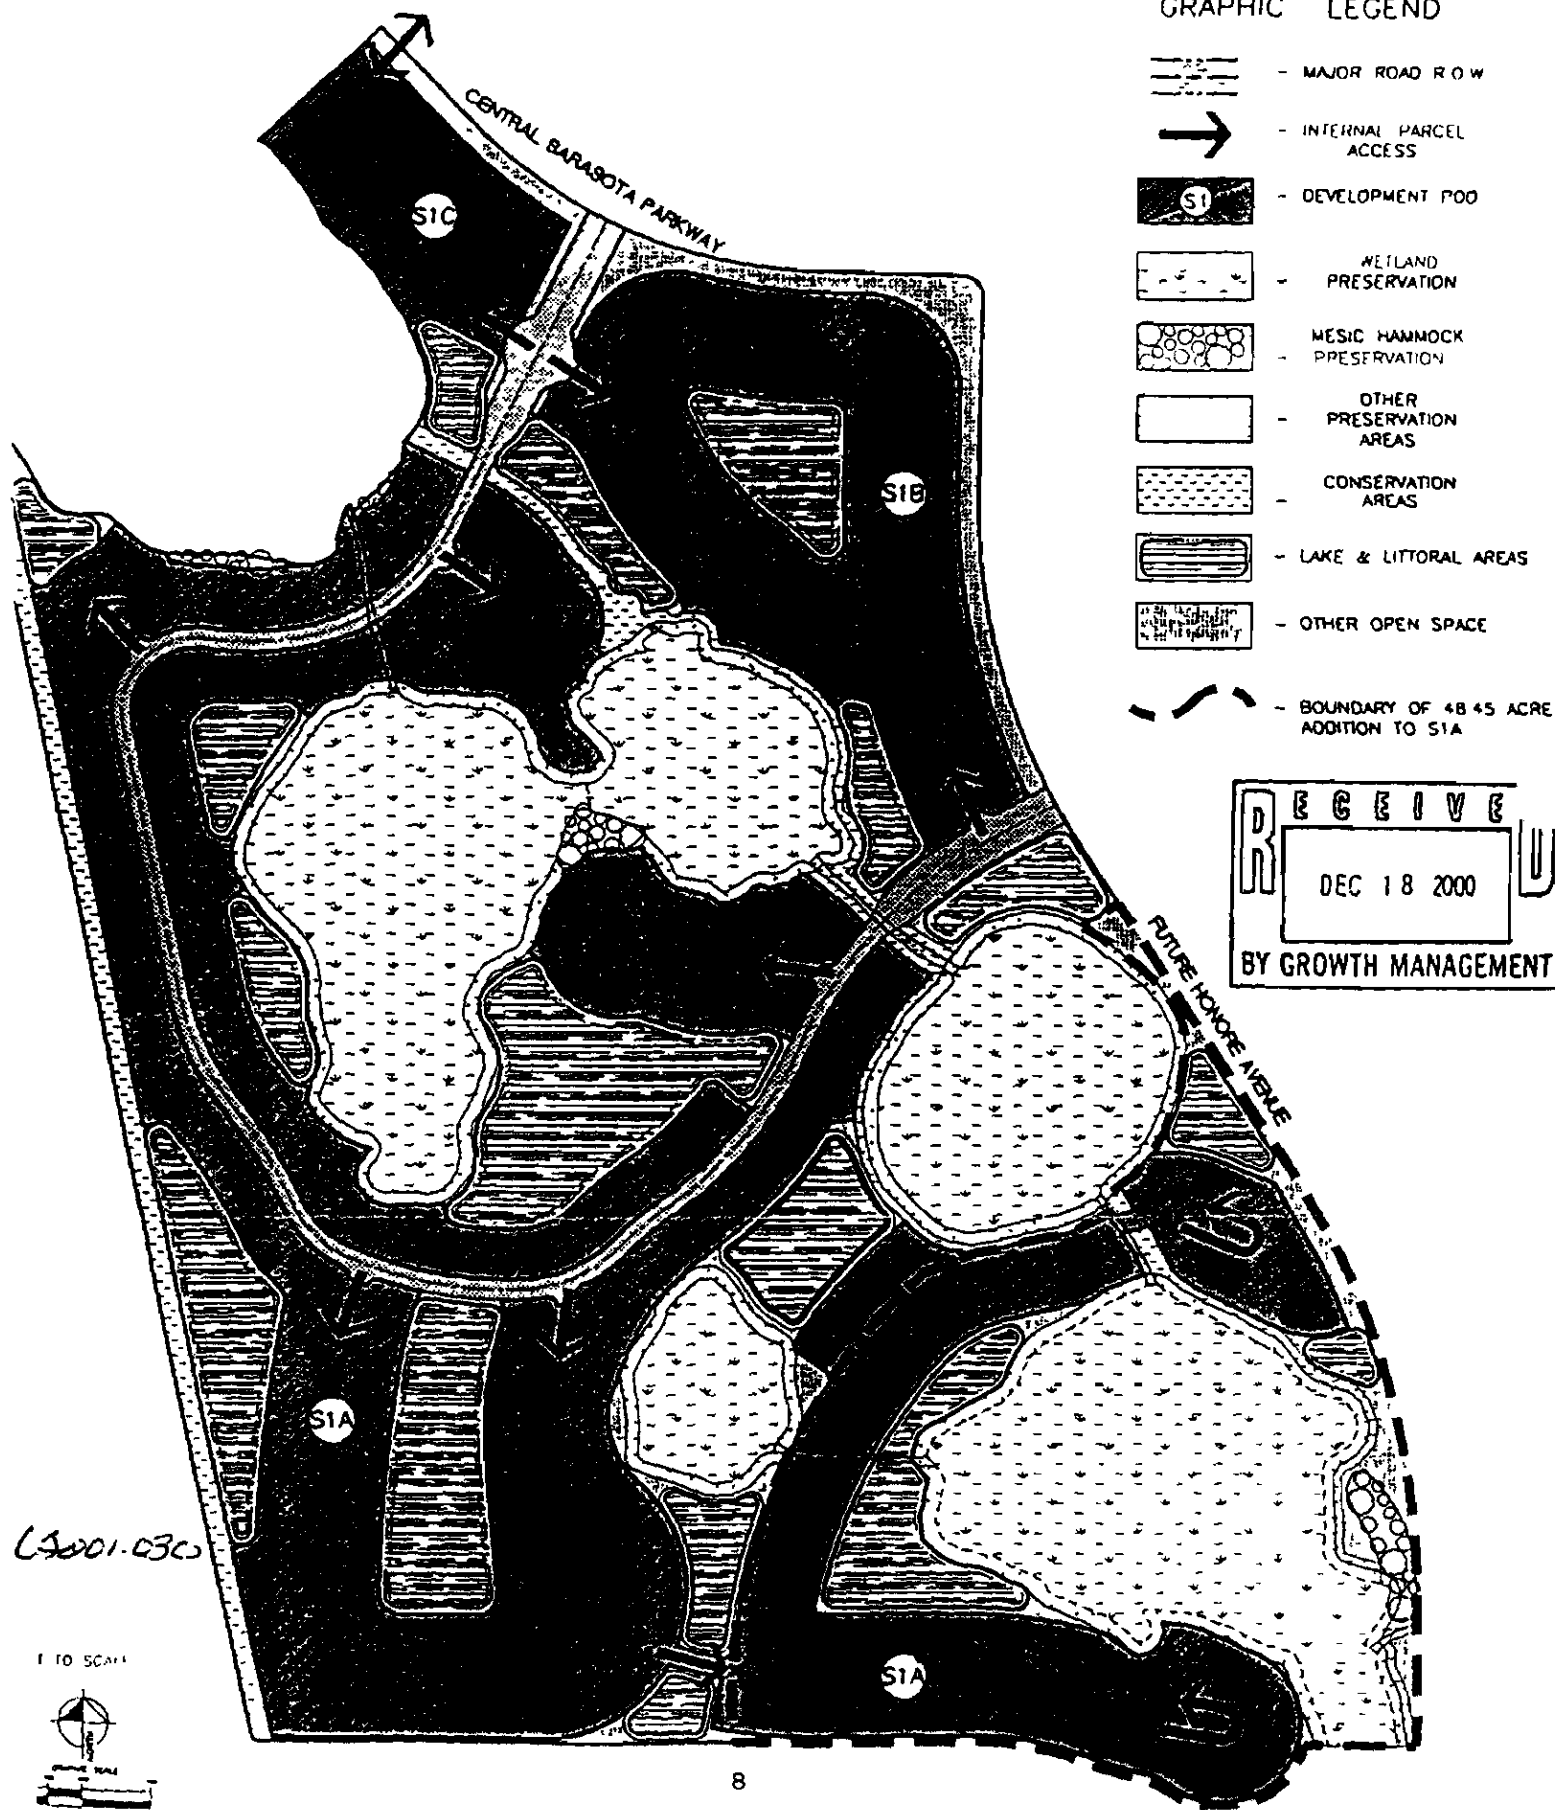 GRAPHIC LEGEND
- MAJOR ROAD R O W
- INTERNAL PARCEL
ACCESS
S1
- DEVELOPMENT POD
- WETLAND
PRESERVATION
- MESIC HAMMOCK
PRESERVATION
- OTHER
PRESERVATION
AREAS
- CONSERVATION
AREAS
- LAKE & LITTORAL AREAS
- OTHER OPEN SPACE
- BOUNDARY OF 48 45 ACRE
ADDITION TO S1A
RECEIVED
DEC 18 2000
BY GROWTH MANAGEMENT
CENTRAL SARASOTA PARKWAY
S1C
S1B
FUTURE HONORE AVENUE
S1A
S1A
T TO SCALE
8